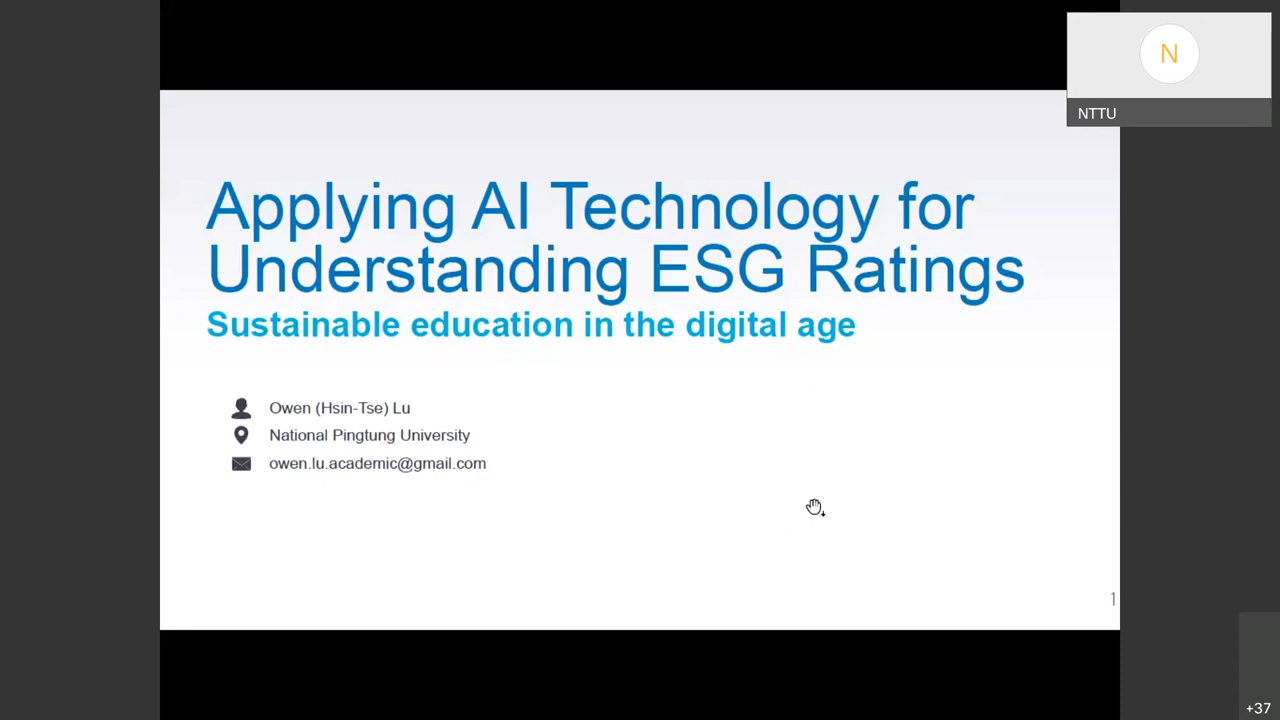 N
NTTU
Applying AI Technology for
Understanding ESG Ratings
Sustainable education in the digital age
Owen (Hsin-Tse) Lu
National Pingtung University
owen.lu.academic@gmail.com
1
+37